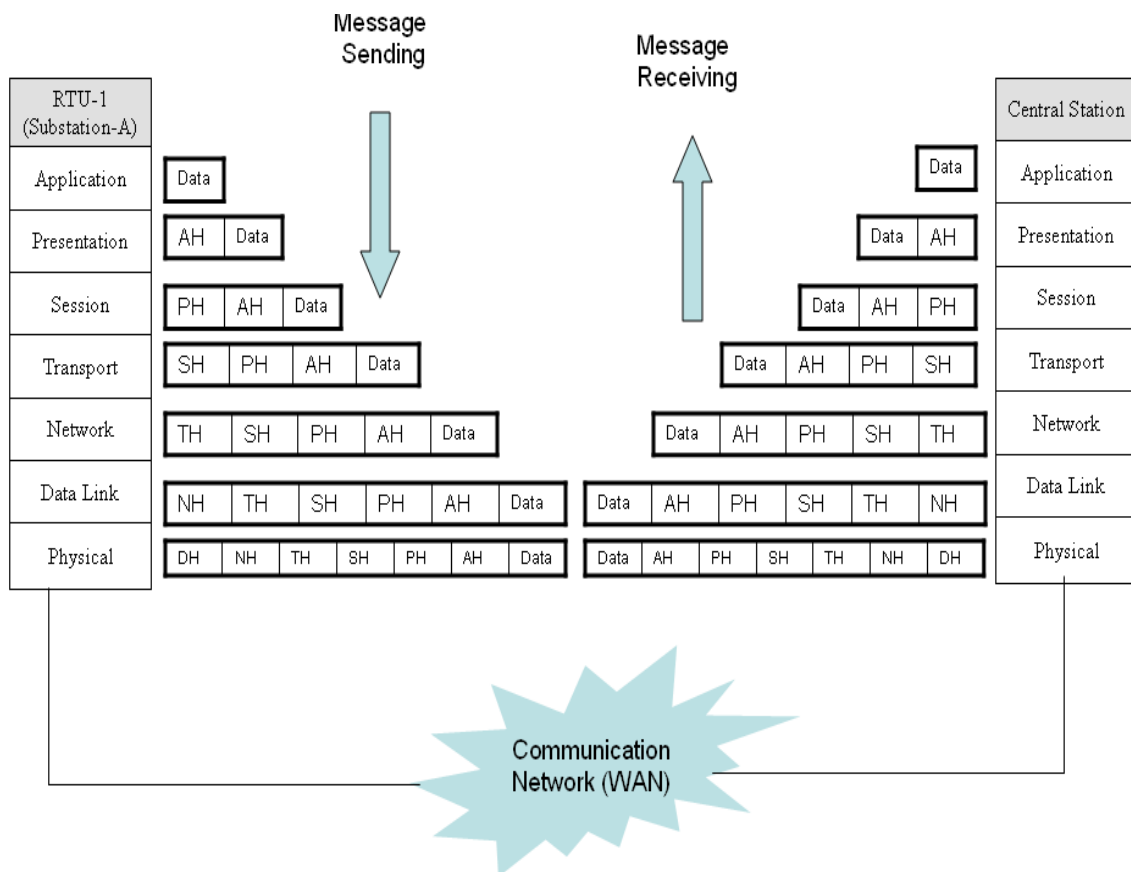 Message
Sending
Message
Receiving
RTU-1
(Substation-A)
Central Station
Application
Data
Data
Application
Presentation
AH Data
Data AH
Presentation
Session
PH AH Data
Data AH PH
Session
Transport
SH PH AH Data
Data AH PH SH
Transport
Network
TH SH PH AH Data
Data AH PH SH TH
Network
Data Link
NH TH SH PH AH Data
Data AH PH SH TH NH
Data Link
Physical
DH NH TH SH PH AH Data
Data AH PH SH TH NH DH
Physical
Communication
Network (WAN)